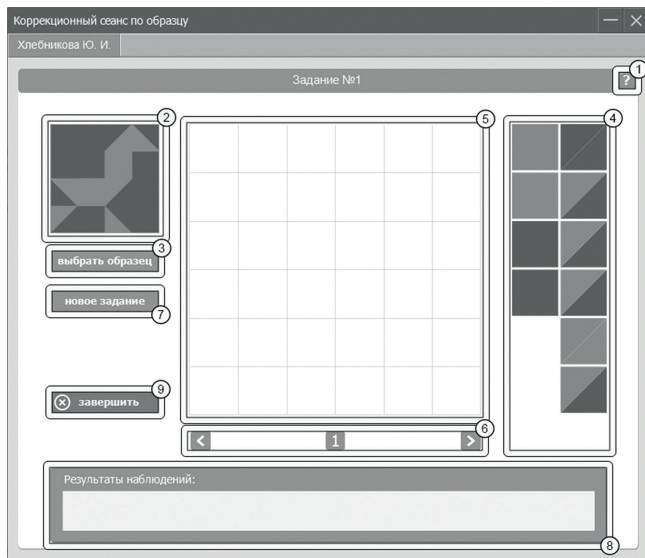 Коррекционный сеанс по образцу
Хлебникова Ю. И.
Задание №1
?
1
2
5
4
3
выбрать образец
новое задание
7
9
завершить
6
< 1 >
Результаты наблюдений:
8